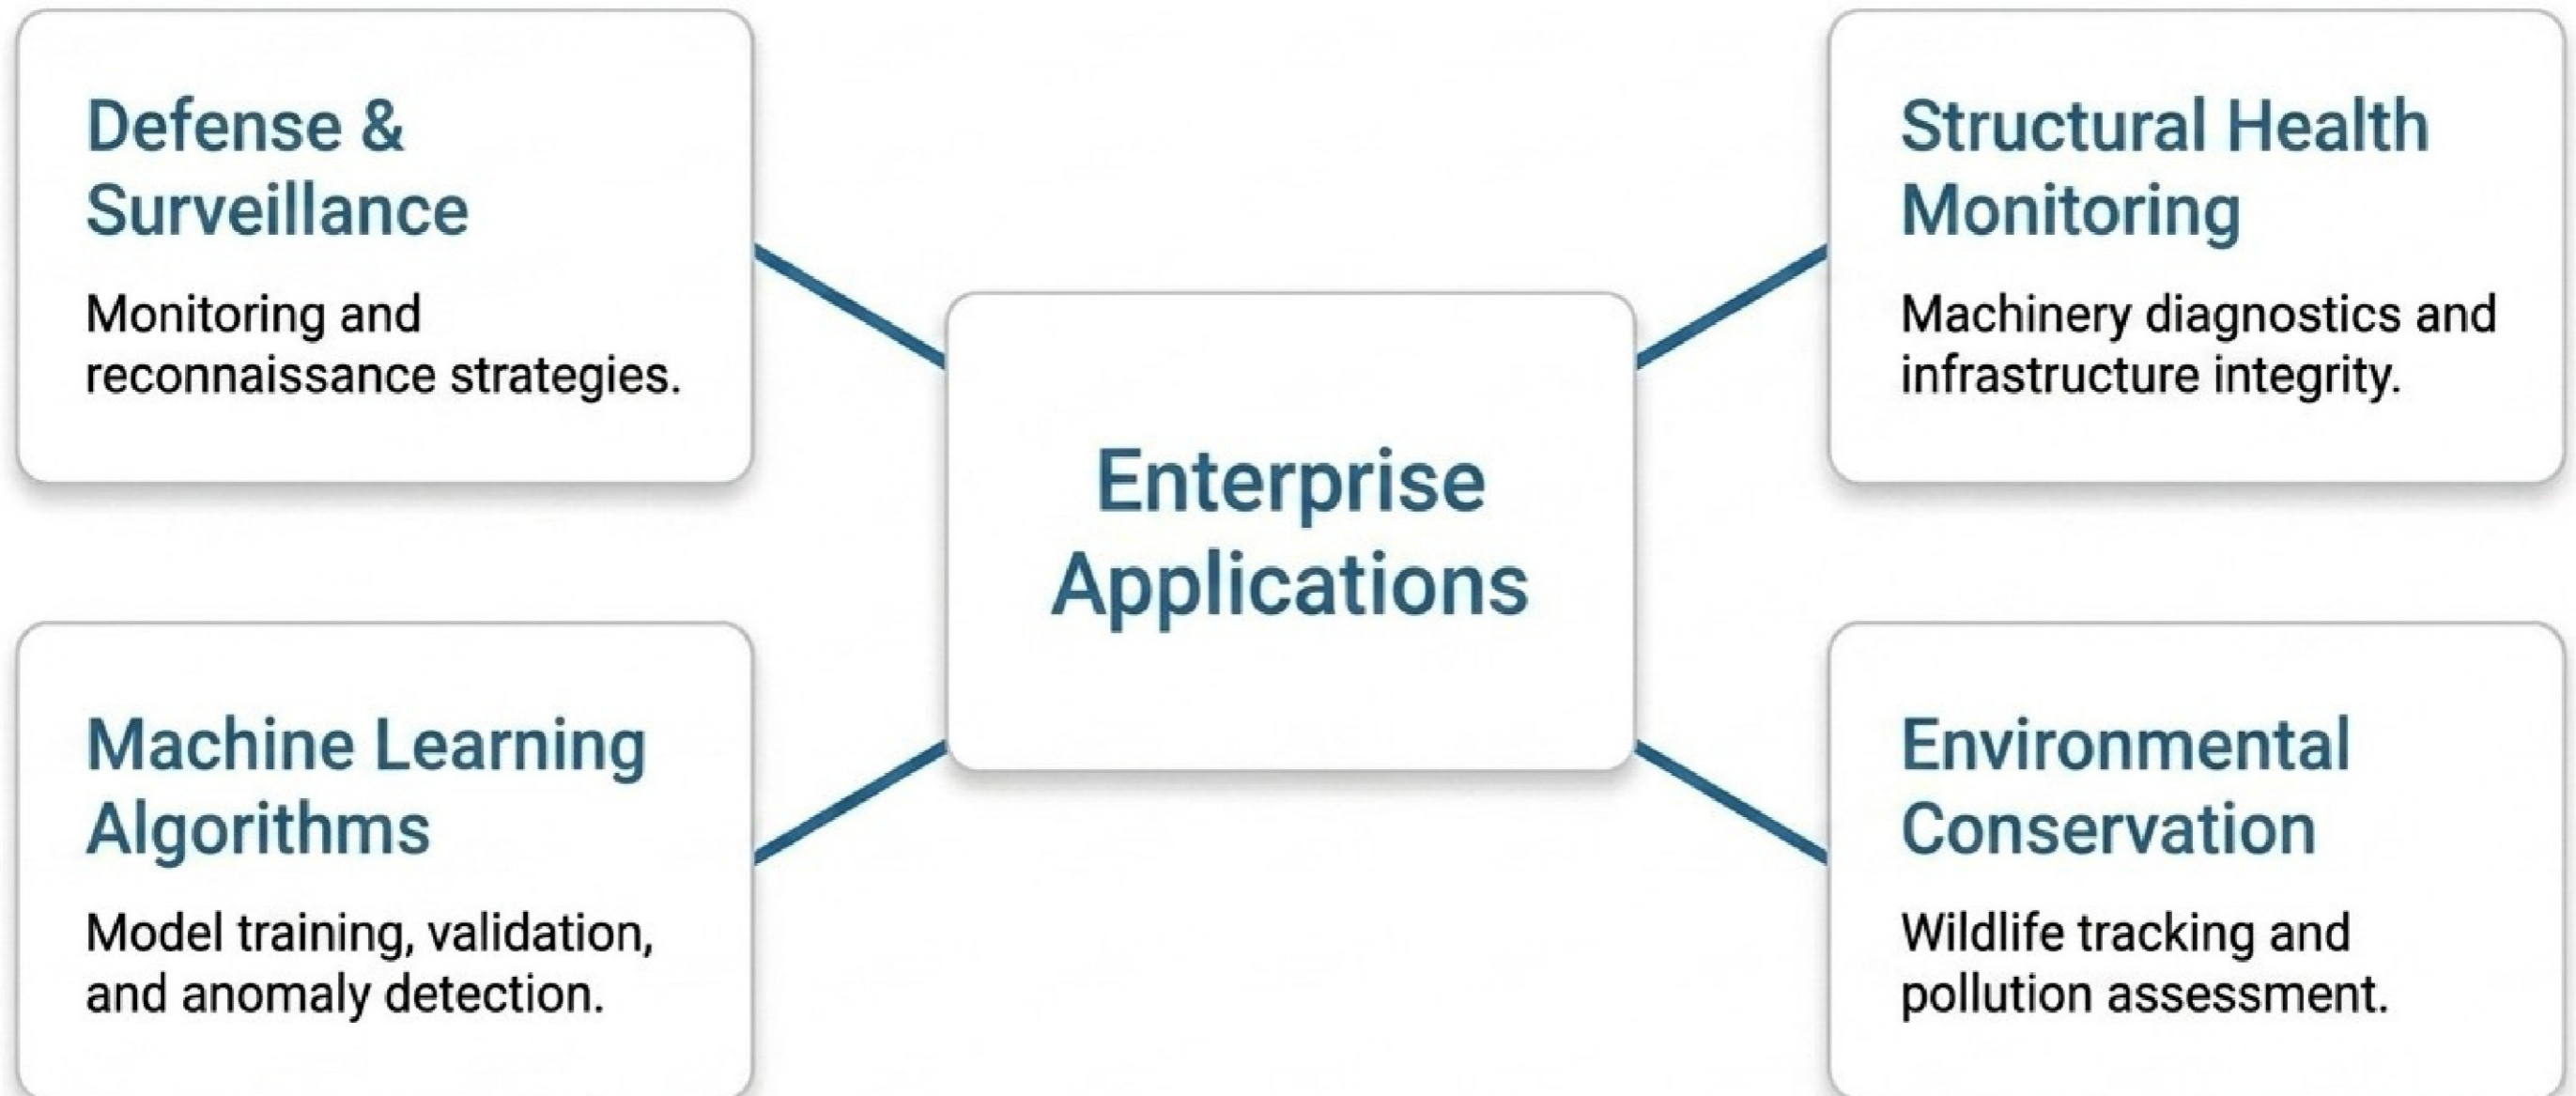 Defense &
Surveillance
Monitoring and
reconnaissance strategies.
Structural Health
Monitoring
Machinery diagnostics and
infrastructure integrity.
Enterprise
Applications
Machine Learning
Algorithms
Model training, validation,
and anomaly detection.
Environmental
Conservation
Wildlife tracking and
pollution assessment.